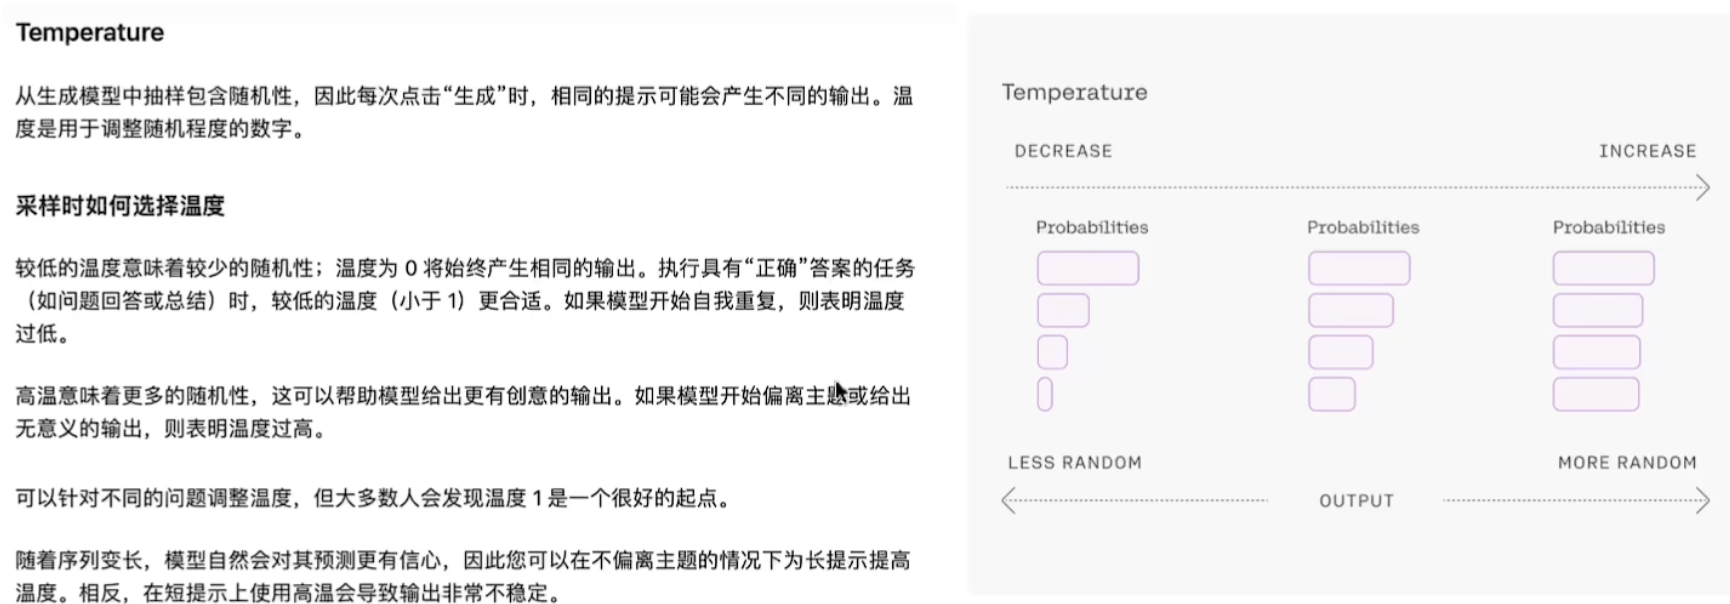 Temperature
从生成模型中抽样包含随机性，因此每次点击“生成”时，相同的提示可能会产生不同的输出。温
度是用于调整随机程度的数字。
采样时如何选择温度
较低的温度意味着较少的随机性；温度为 0 将始终产生相同的输出。执行具有“正确”答案的任务
（如问题回答或总结）时，较低的温度（小于 1）更合适。如果模型开始自我重复，则表明温度
过低。
高温意味着更多的随机性，这可以帮助模型给出更有创意的输出。如果模型开始偏离主题或给出
无意义的输出，则表明温度过高。
可以针对不同的问题调整温度，但大多数人会发现温度 1 是一个很好的起点。
随着序列变长，模型自然会对其预测更有信心，因此您可以在不偏离主题的情况下为长提示提高
温度。相反，在短提示上使用高温会导致输出非常不稳定。
Temperature
DECREASE INCREASE
Probabilities Probabilities Probabilities
LESS RANDOM MORE RANDOM
OUTPUT